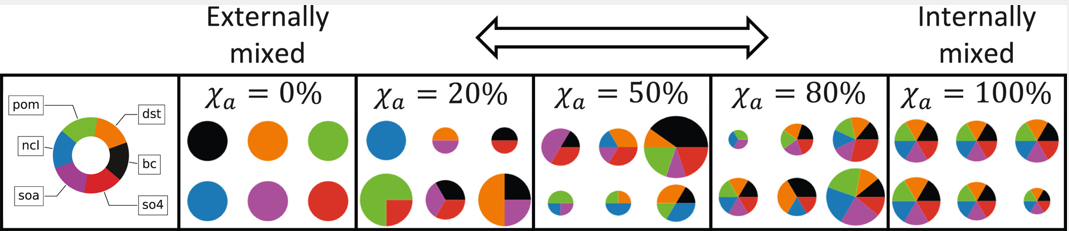 Externally
mixed
Internally
mixed
pom
dst
ncl
bc
soa
so4
χₐ = 0%
χₐ = 20%
χₐ = 50%
χₐ = 80%
χₐ = 100%